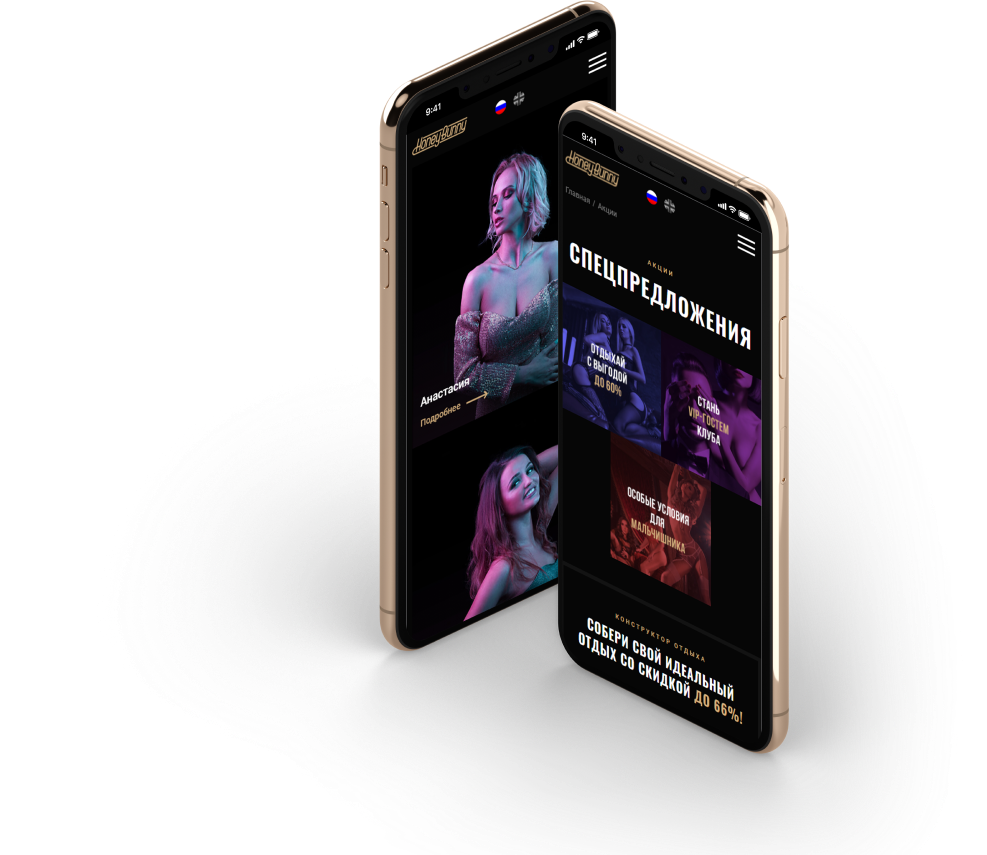 9:41
HoneyBunny
Анастасия
Подробнее
9:41
HoneyBunny
Главная / Акции
АКЦИИ
СПЕЦПРЕДЛОЖЕНИЯ
ОТДЫХАЙ
С ВЫГОДОЙ
ДО 60%
СТАНЬ
VIP-ГОСТЕМ
КЛУБА
ОСОБЫЕ УСЛОВИЯ
ДЛЯ
МАЛЬЧИШНИКА
КОНСТРУКТОР ОТДЫХА
СОБЕРИ СВОЙ ИДЕАЛЬНЫЙ
ОТДЫХ СО СКИДКОЙ ДО 66%!